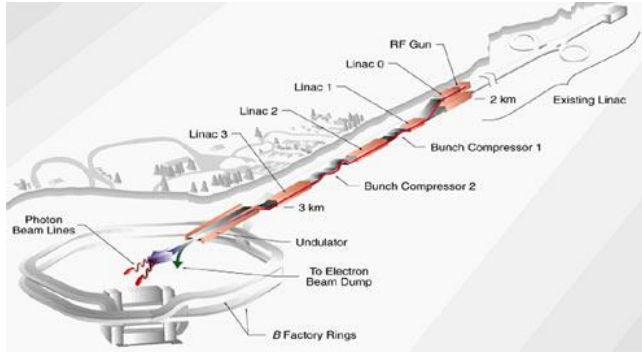 RF Gun
Linac 0
Linac 1
2 km
Existing Linac
Linac 2
Bunch Compressor 1
Linac 3
Bunch Compressor 2
3 km
Photon
Beam Lines
Undulator
To Electron
Beam Dump
B Factory Rings